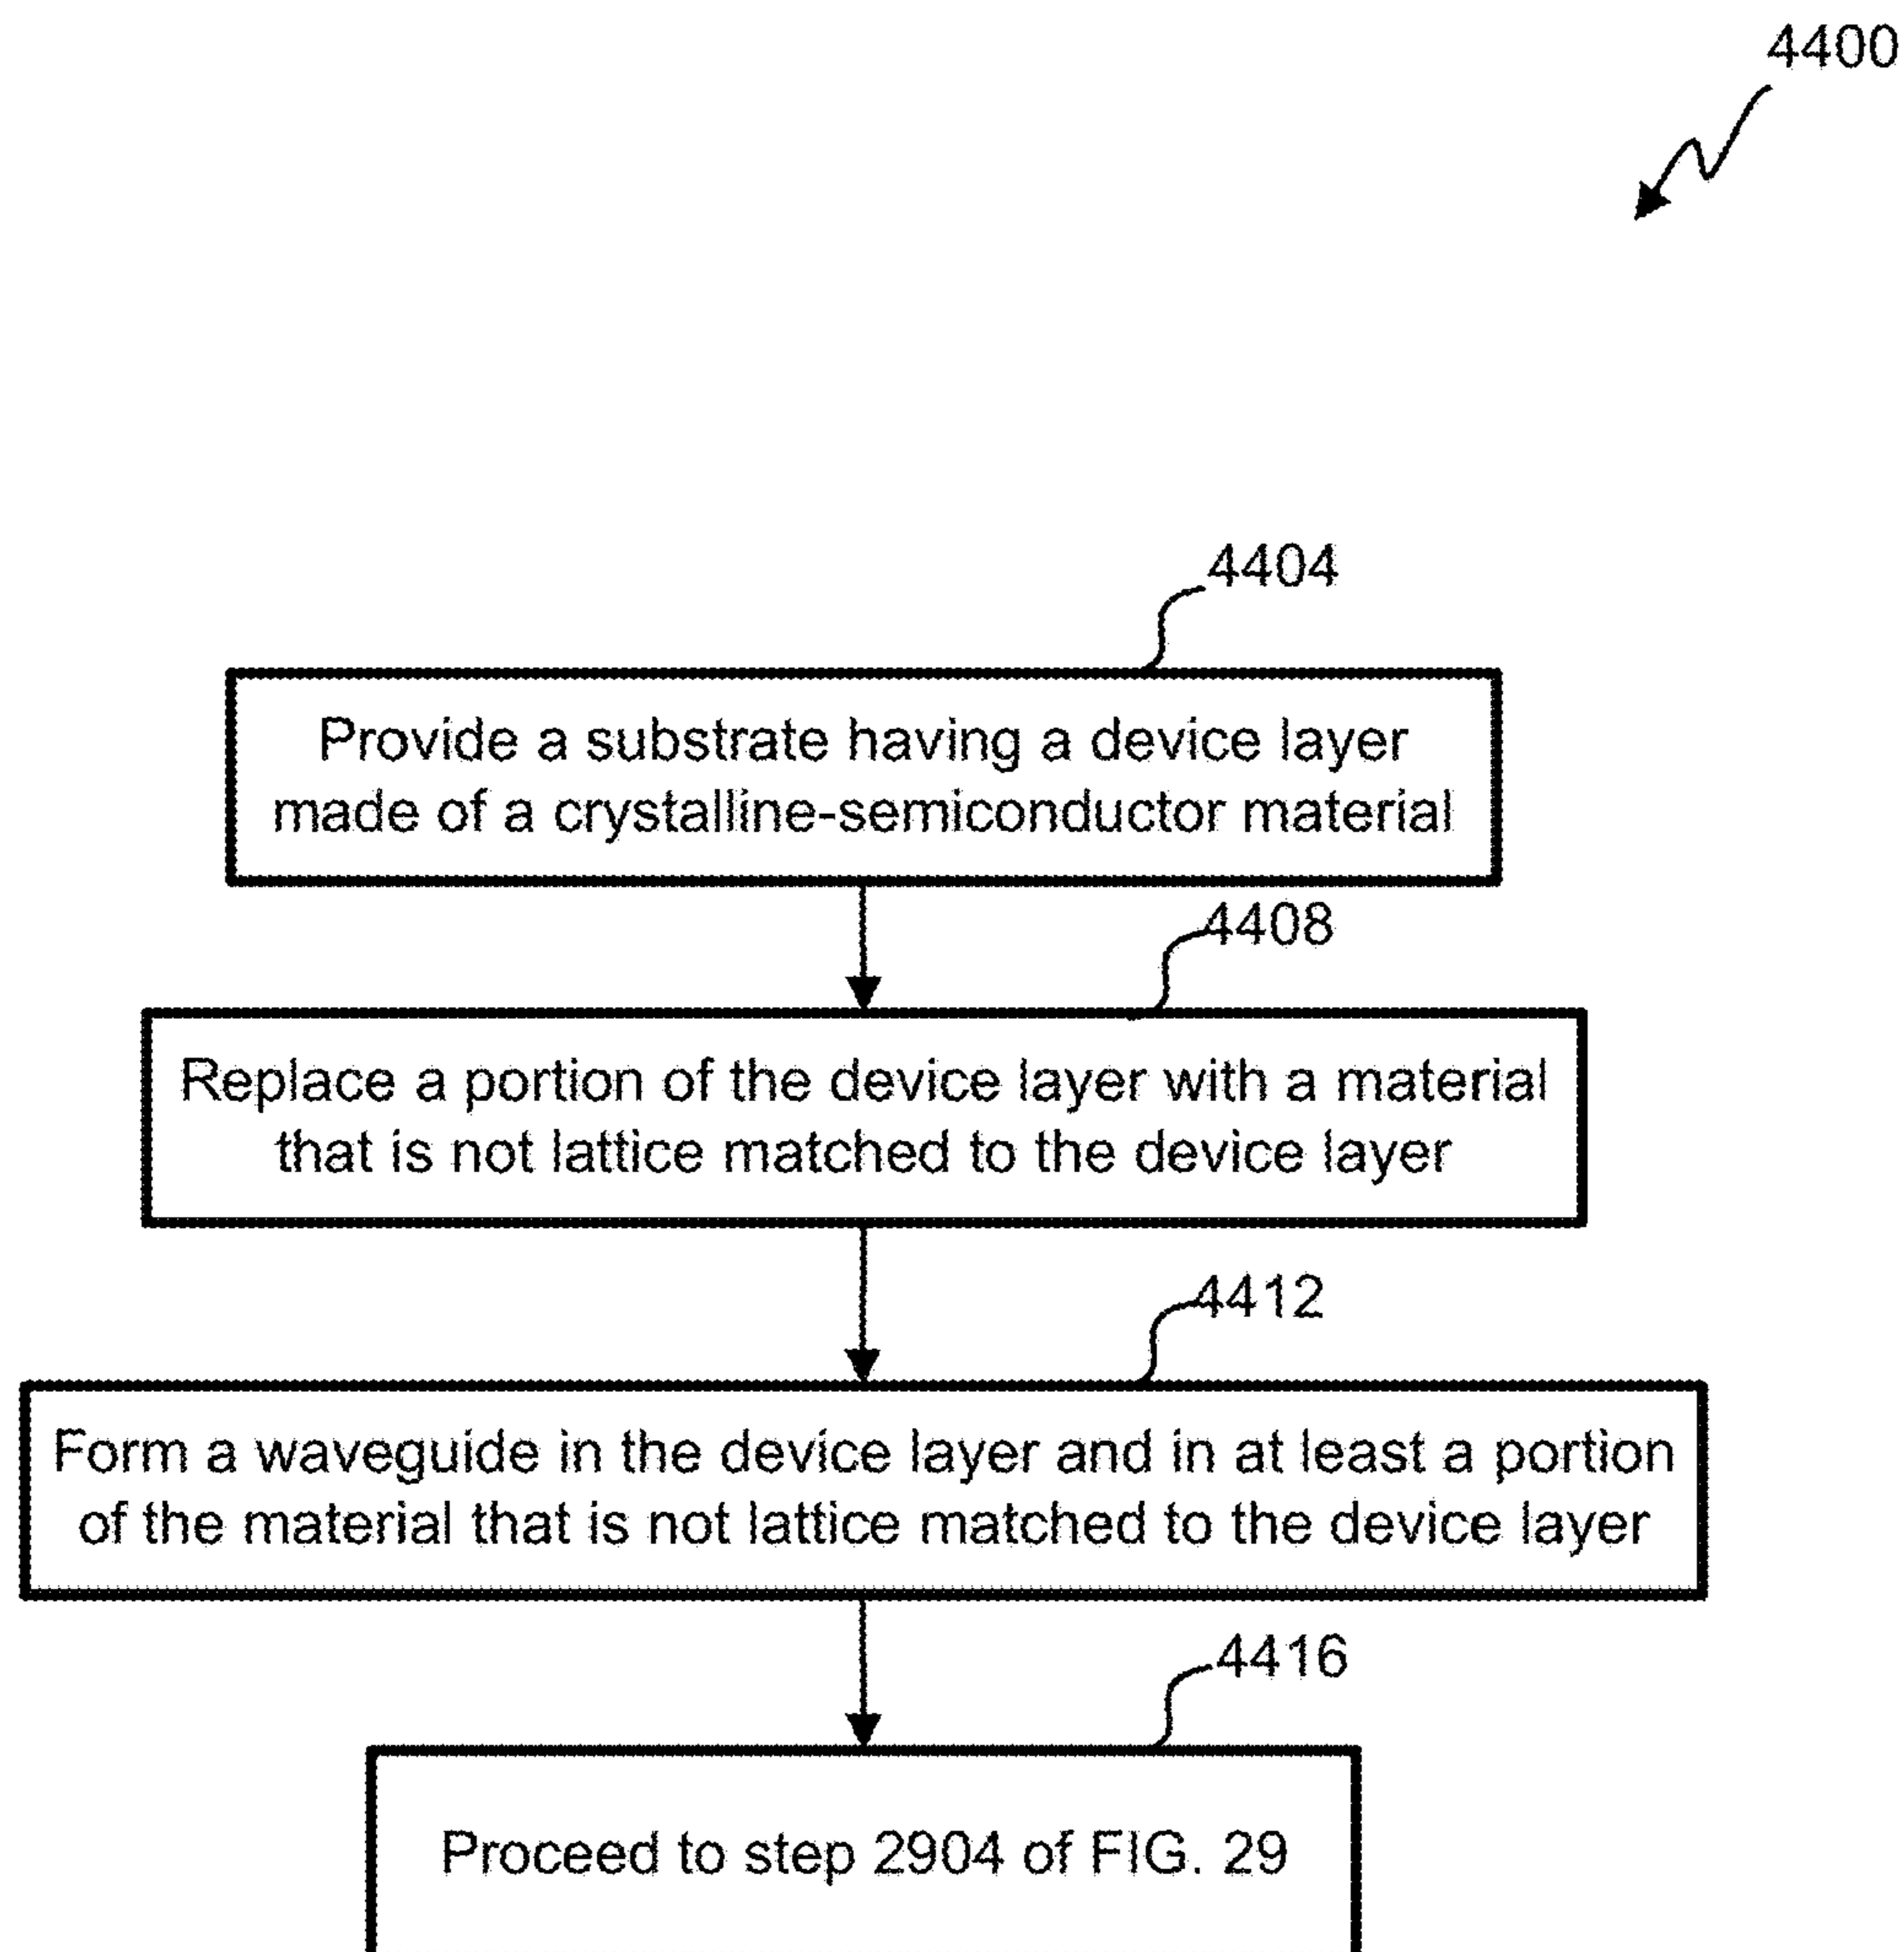 4400
4404
Provide a substrate having a device layer
made of a crystalline-semiconductor material
4408
Replace a portion of the device layer with a material
that is not lattice matched to the device layer
4412
Form a waveguide in the device layer and in at least a portion
of the material that is not lattice matched to the device layer
4416
Proceed to step 2904 of FIG. 29